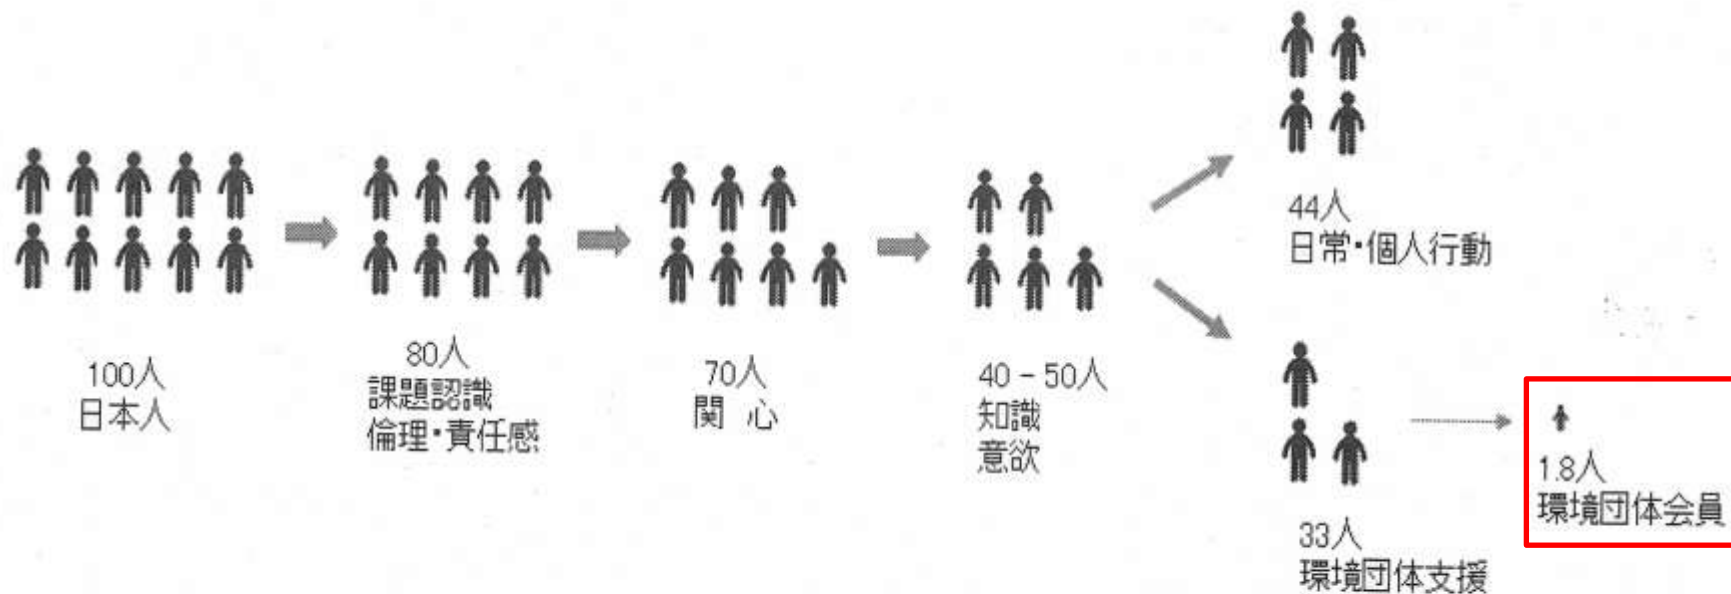 100人
日本人
80人
課題認識
倫理・責任感
70人
関 心
40 - 50人
知識
意欲
44人
日常・個人行動
33人
環境団体支援
1.8人
環境団体会員